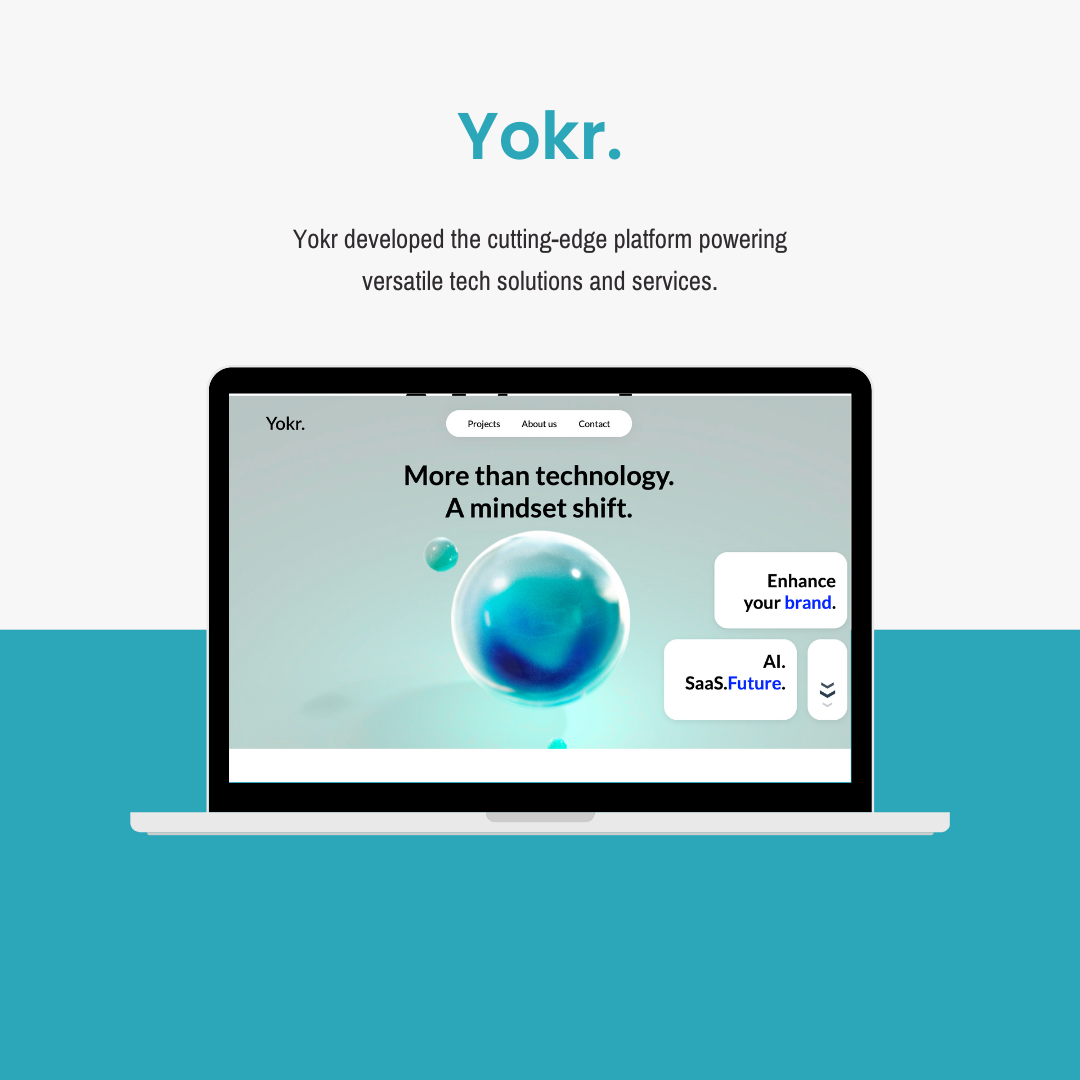 Yokr.
Yokr developed the cutting-edge platform powering
versatile tech solutions and services.
Yokr.
Projects About us Contact
More than technology.
A mindset shift.
Enhance
your brand.
AI.
SaaS.Future.